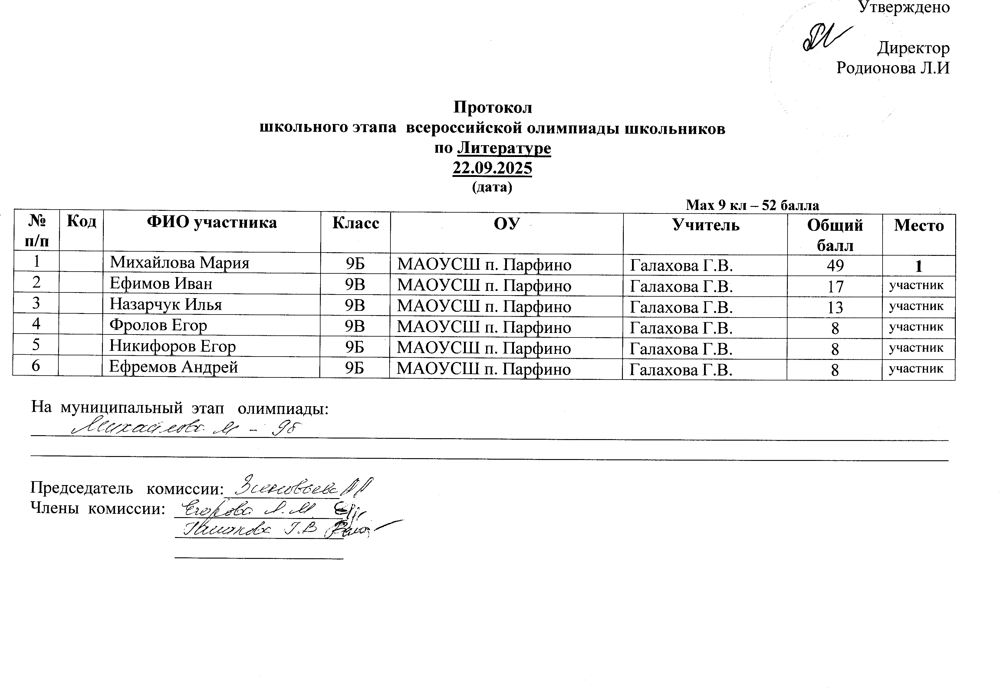 Утверждено
Директор
Родионова Л.И
Протокол
школьного этапа всероссийской олимпиады школьников
по Литературе
22.09.2025
(дата)
Мах 9 кл – 52 балла
№ п/п Код ФИО участника Класс ОУ Учитель Общий балл Место
1 Михайлова Мария 9Б МАОУСШ п. Парфино Галахова Г.В. 49 1
2 Ефимов Иван 9В МАОУСШ п. Парфино Галахова Г.В. 17 участник
3 Назарчук Илья 9В МАОУСШ п. Парфино Галахова Г.В. 13 участник
4 Фролов Егор 9В МАОУСШ п. Парфино Галахова Г.В. 8 участник
5 Никифоров Егор 9Б МАОУСШ п. Парфино Галахова Г.В. 8 участник
6 Ефремов Андрей 9Б МАОУСШ п. Парфино Галахова Г.В. 8 участник
На муниципальный этап олимпиады:
Михайлова М – 9б
Председатель комиссии:
Члены комиссии: Егорова Л.М.
Галахова Г.В